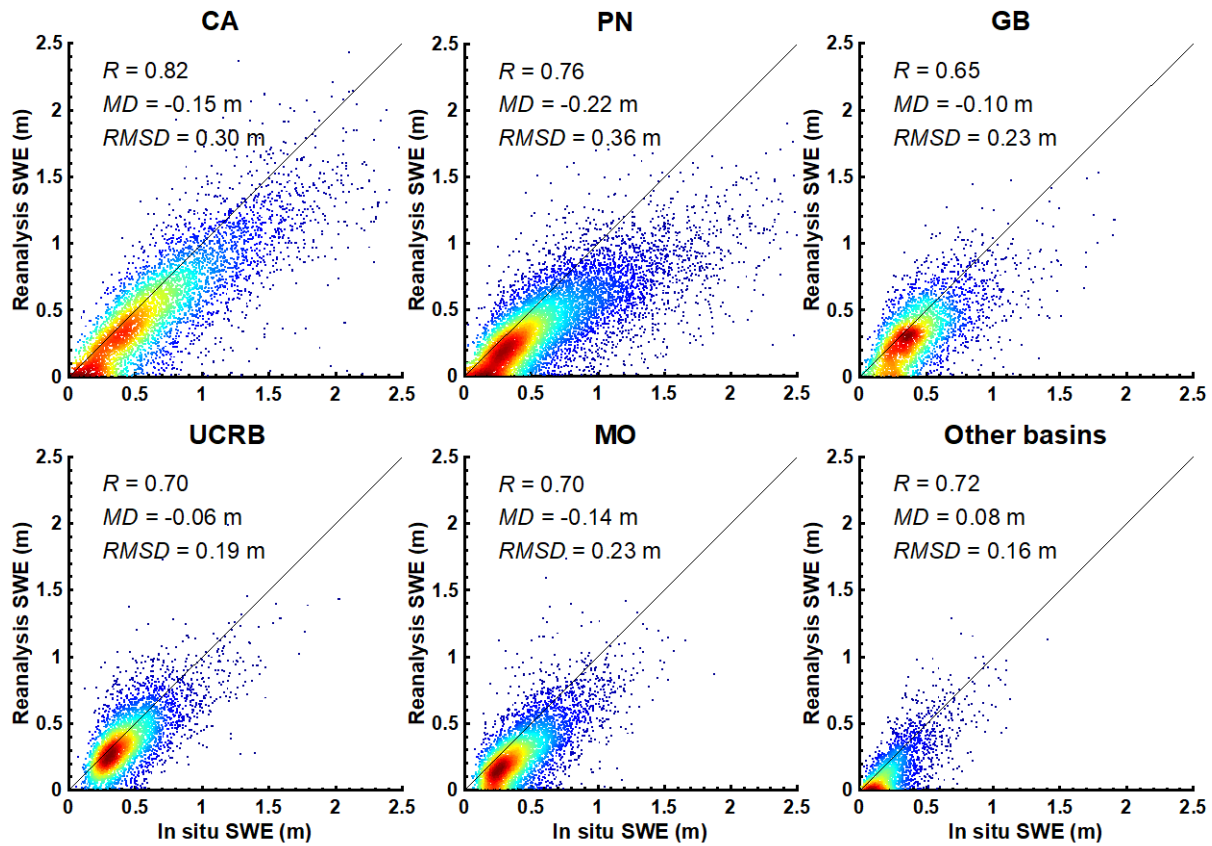 CA
PN
GB
2.5
2
1.5
1
0.5
0
Reanalysis SWE (m)
R = 0.82
MD = -0.15 m
RMSD = 0.30 m
0 0.5 1 1.5 2 2.5
2.5
2
1.5
1
0.5
0
Reanalysis SWE (m)
R = 0.76
MD = -0.22 m
RMSD = 0.36 m
0 0.5 1 1.5 2 2.5
2.5
2
1.5
1
0.5
0
Reanalysis SWE (m)
R = 0.65
MD = -0.10 m
RMSD = 0.23 m
0 0.5 1 1.5 2 2.5
UCRB
MO
Other basins
2.5
2
1.5
1
0.5
0
Reanalysis SWE (m)
R = 0.70
MD = -0.06 m
RMSD = 0.19 m
0 0.5 1 1.5 2 2.5
In situ SWE (m)
2.5
2
1.5
1
0.5
0
Reanalysis SWE (m)
R = 0.70
MD = -0.14 m
RMSD = 0.23 m
0 0.5 1 1.5 2 2.5
In situ SWE (m)
2.5
2
1.5
1
0.5
0
Reanalysis SWE (m)
R = 0.72
MD = 0.08 m
RMSD = 0.16 m
0 0.5 1 1.5 2 2.5
In situ SWE (m)